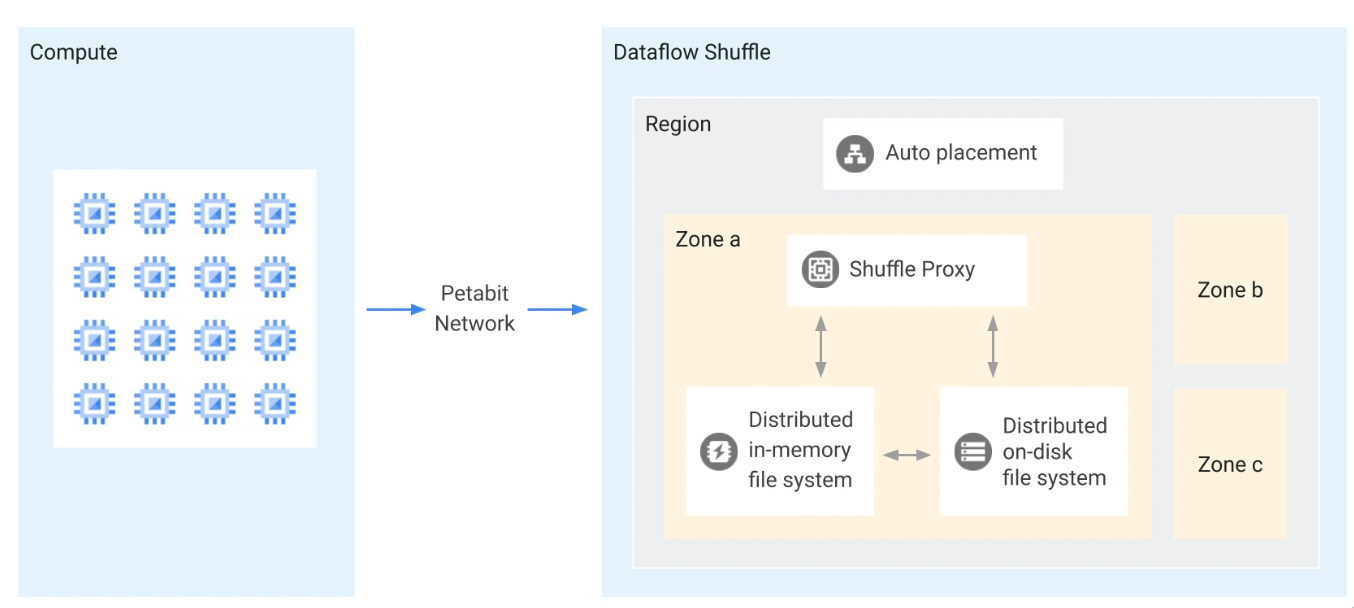 Compute
Petabit
Network
Dataflow Shuffle
Region
Auto placement
Zone a
Shuffle Proxy
Distributed
in-memory
file system
Distributed
on-disk
file system
Zone b
Zone c